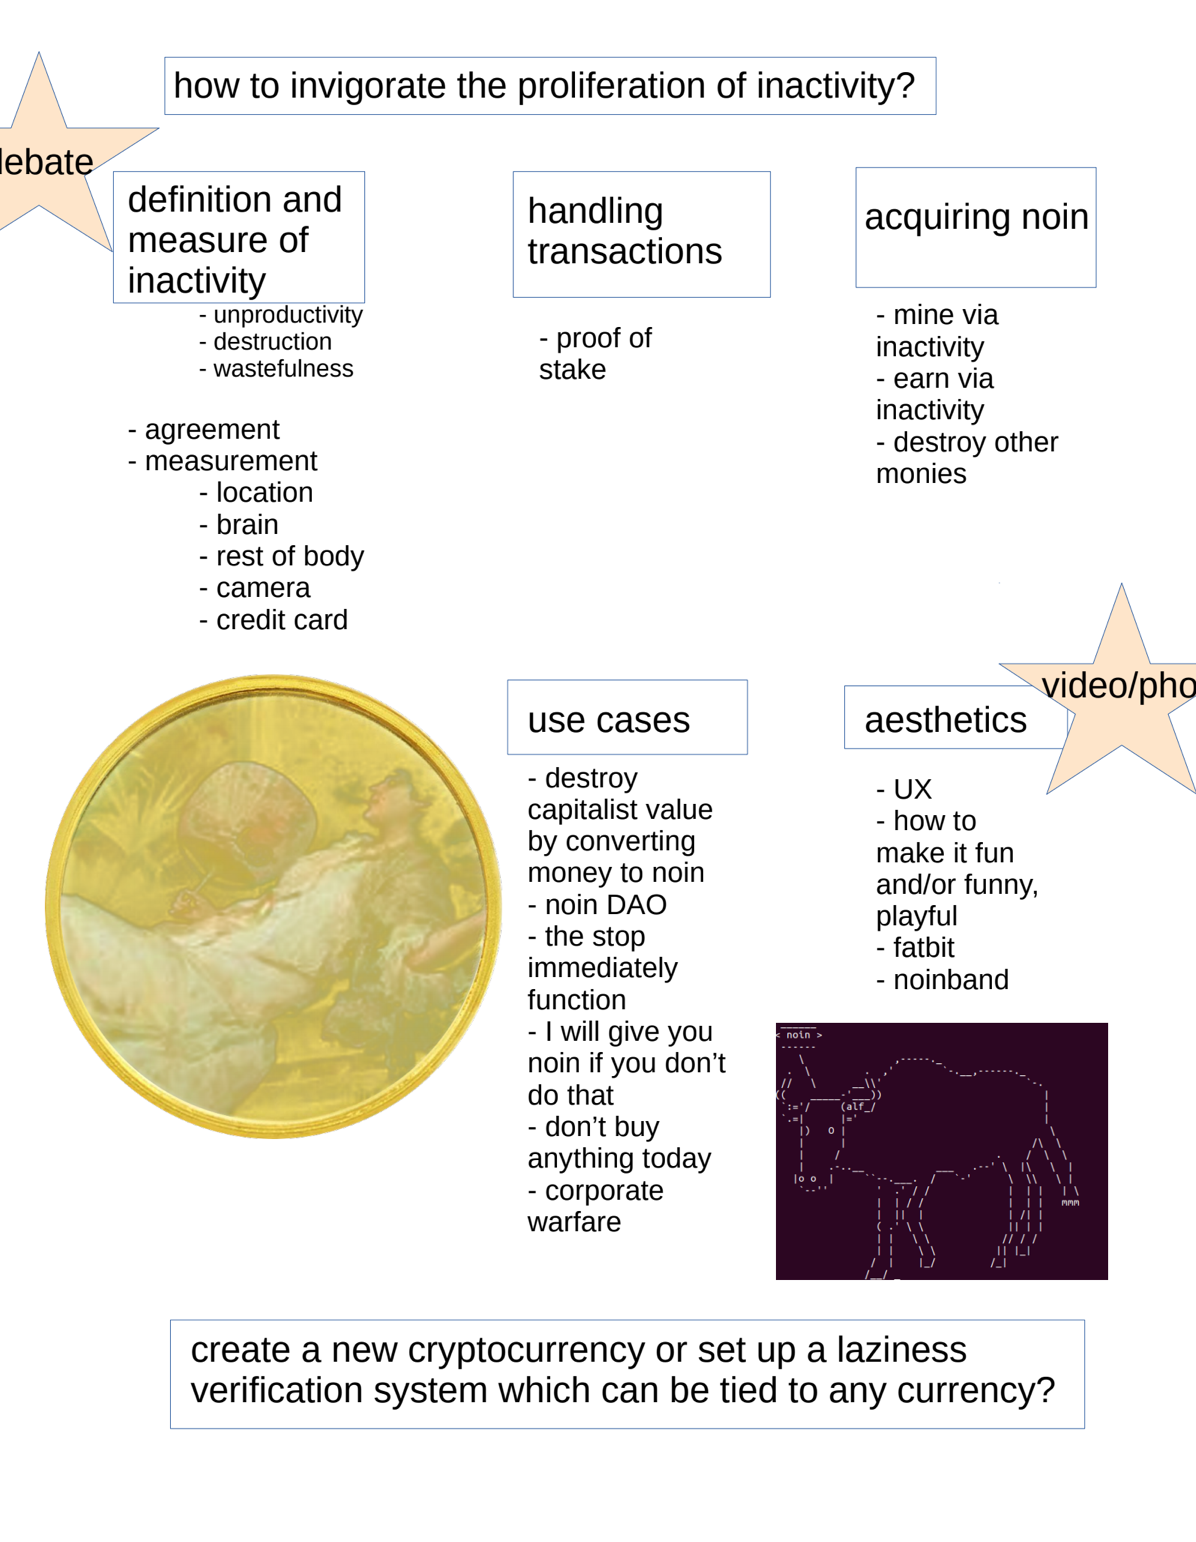 how to invigorate the proliferation of inactivity?
debate
definition and
measure of
inactivity
- unproductivity
- destruction
- wastefulness
- agreement
- measurement
- location
- brain
- rest of body
- camera
- credit card
handling
transactions
- proof of
stake
acquiring noin
- mine via
inactivity
- earn via
inactivity
- destroy other
monies
use cases
- destroy
capitalist value
by converting
money to noin
- noin DAO
- the stop
immediately
function
- I will give you
noin if you don’t
do that
- don’t buy
anything today
- corporate
warfare
video/pho
aesthetics
- UX
- how to
make it fun
and/or funny,
playful
- fatbit
- noinband
< noin >
create a new cryptocurrency or set up a laziness
verification system which can be tied to any currency?